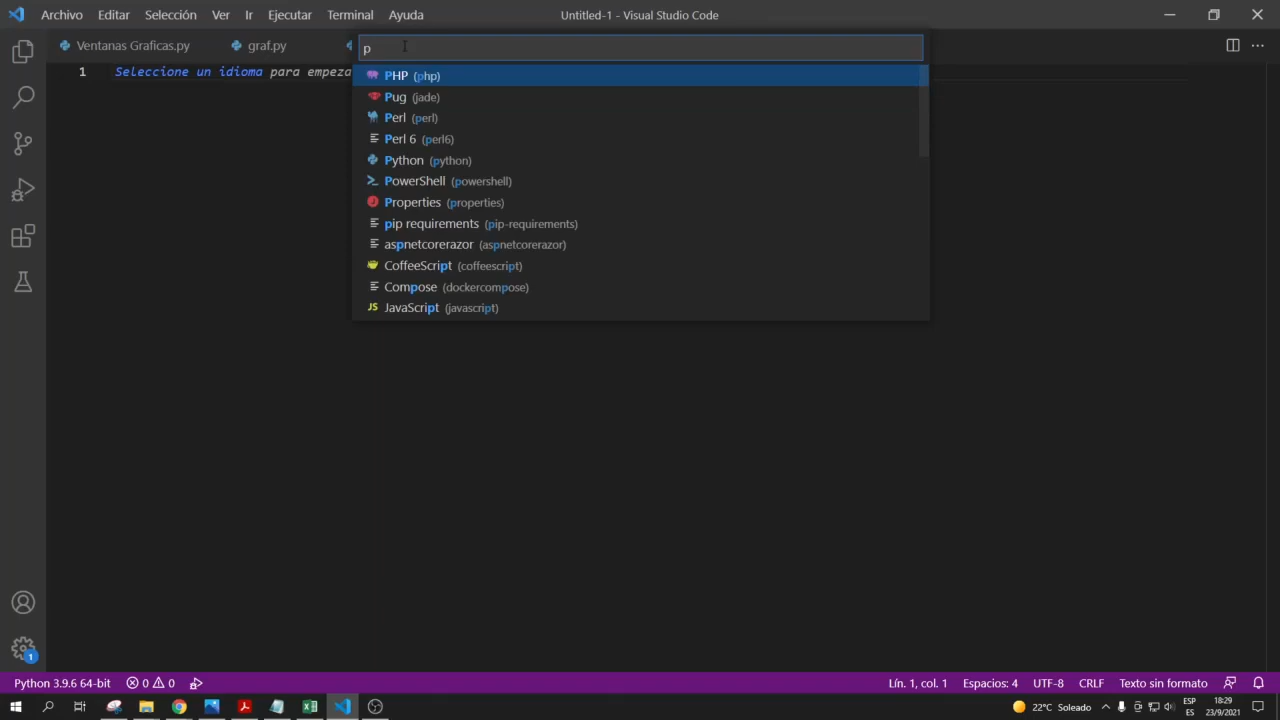 Archivo Editar Selección Ver Ir Ejecutar Terminal Ayuda Untitled-1 - Visual Studio Code
Ventanas Graficas.py graf.py
p
1 Seleccione un idioma para empeza
PHP (php)
Pug (jade)
Perl (perl)
Perl 6 (perl6)
Python (python)
PowerShell (powershell)
Properties (properties)
pip requirements (pip-requirements)
aspnetcorerazor (aspnetcorerazor)
CoffeeScript (coffeescript)
Compose (dockercompose)
JS JavaScript (javascript)
1
Python 3.9.6 64-bit 0 0 Lín. 1, col. 1 Espacios: 4 UTF-8 CRLF Texto sin formato
22°C Soleado ESP ES 18:29 23/9/2021